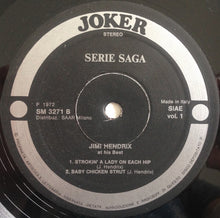 JOKER
STEREO
SERIE SAGA
P 1972
SM 3271 B
Distribuz. SAAR Milano
Made in Italy
SIAE
vol. 1
JIMI HENDRIX
at his Best
1. STROKIN' A LADY ON EACH HIP
(J. Hendrix)
2. BABY CHICKEN STRUT (J. Hendrix)